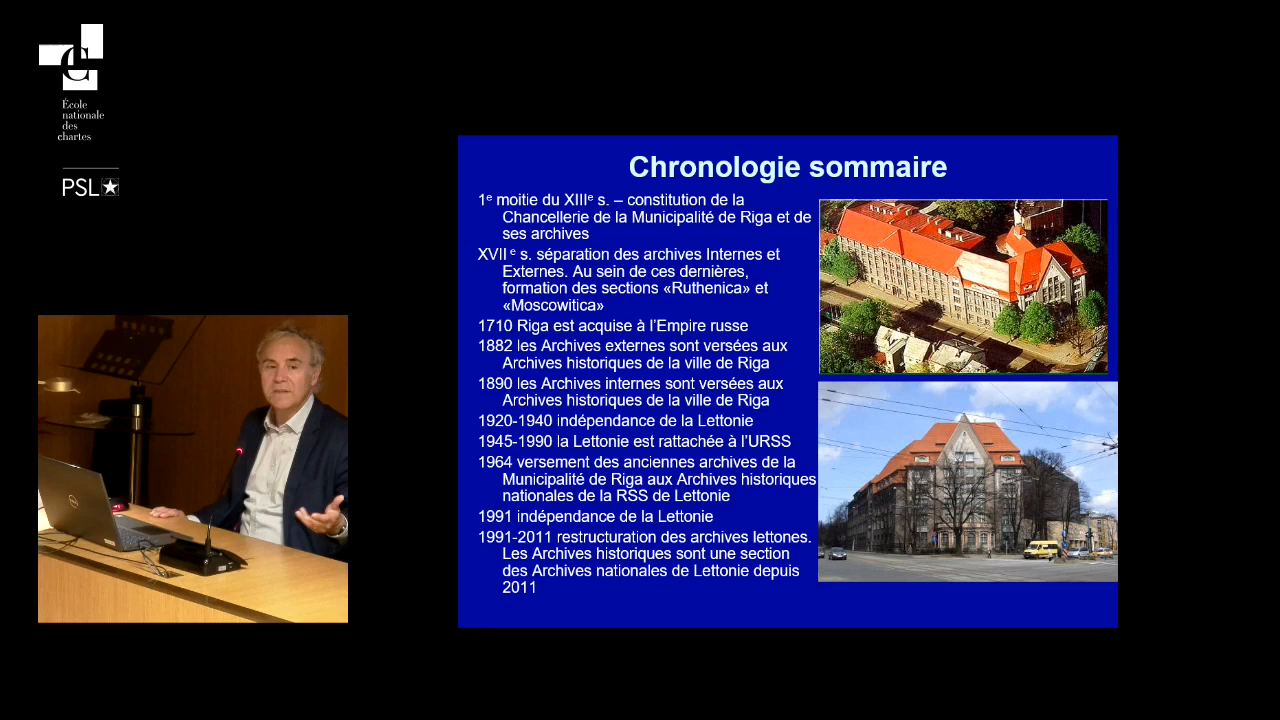 École
nationale
des
chartes
PSL
Chronologie sommaire
1e moitie du XIIIe s. – constitution de la
Chancellerie de la Municipalité de Riga et de
ses archives
XVII e s. séparation des archives Internes et
Externes. Au sein de ces dernières,
formation des sections «Ruthenica» et
«Moscowitica»
1710 Riga est acquise à l’Empire russe
1882 les Archives externes sont versées aux
Archives historiques de la ville de Riga
1890 les Archives internes sont versées aux
Archives historiques de la ville de Riga
1920-1940 indépendance de la Lettonie
1945-1990 la Lettonie est rattachée à l’URSS
1964 versement des anciennes archives de la
Municipalité de Riga aux Archives historiques
nationales de la RSS de Lettonie
1991 indépendance de la Lettonie
1991-2011 restructuration des archives lettones.
Les Archives historiques sont une section
des Archives nationales de Lettonie depuis
2011